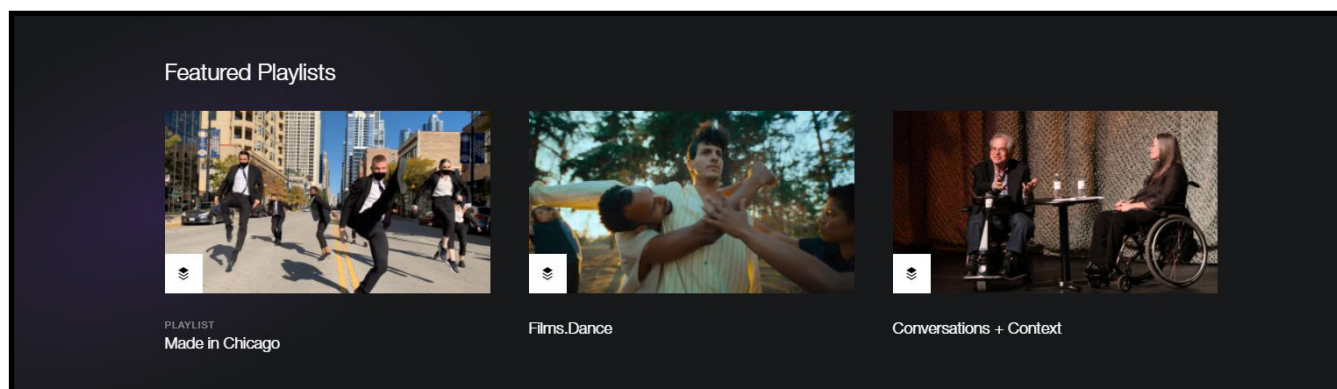 Featured Playlists
PLAYLIST
Made in Chicago
Films.Dance
Conversations + Context